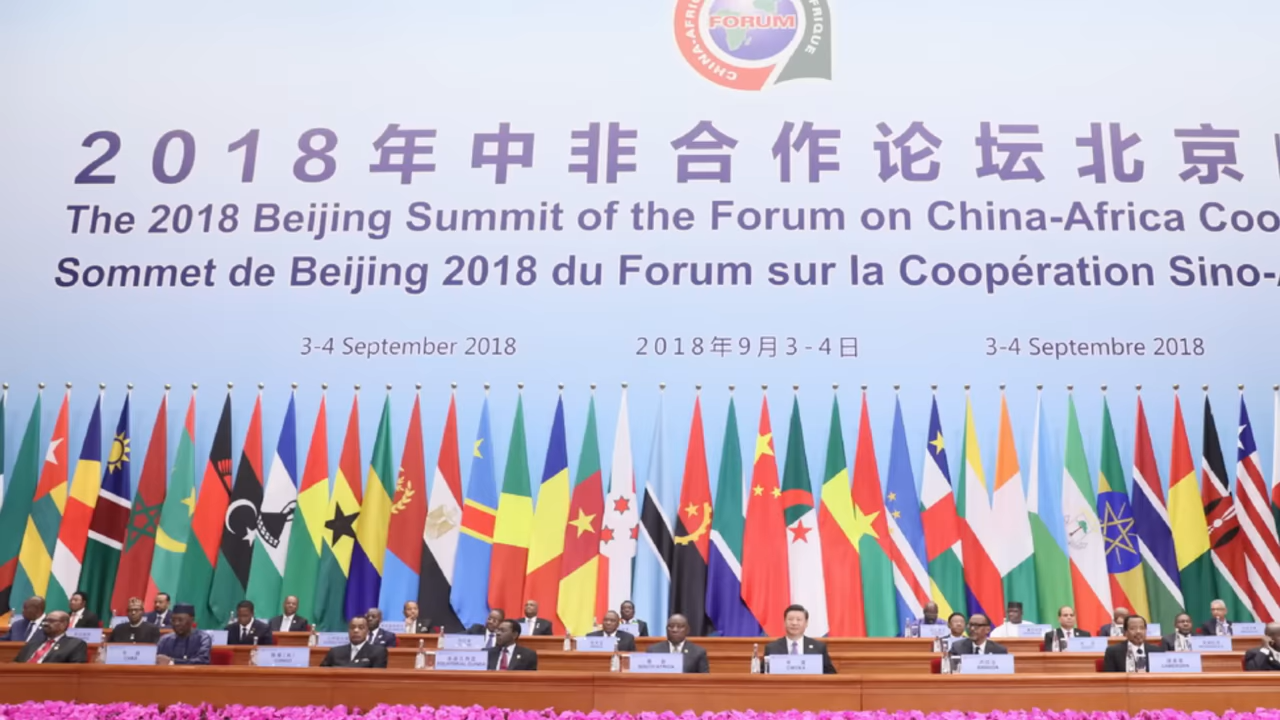 FORUM
CHINA-AFRI
RIQUE
2018年中非合作论坛北京
The 2018 Beijing Summit of the Forum on China-Africa Coo
Sommet de Beijing 2018 du Forum sur la Coopération Sino-
3-4 September 2018 2018年9月3-4日 3-4 Septembre 2018
SOUTH AFRICA